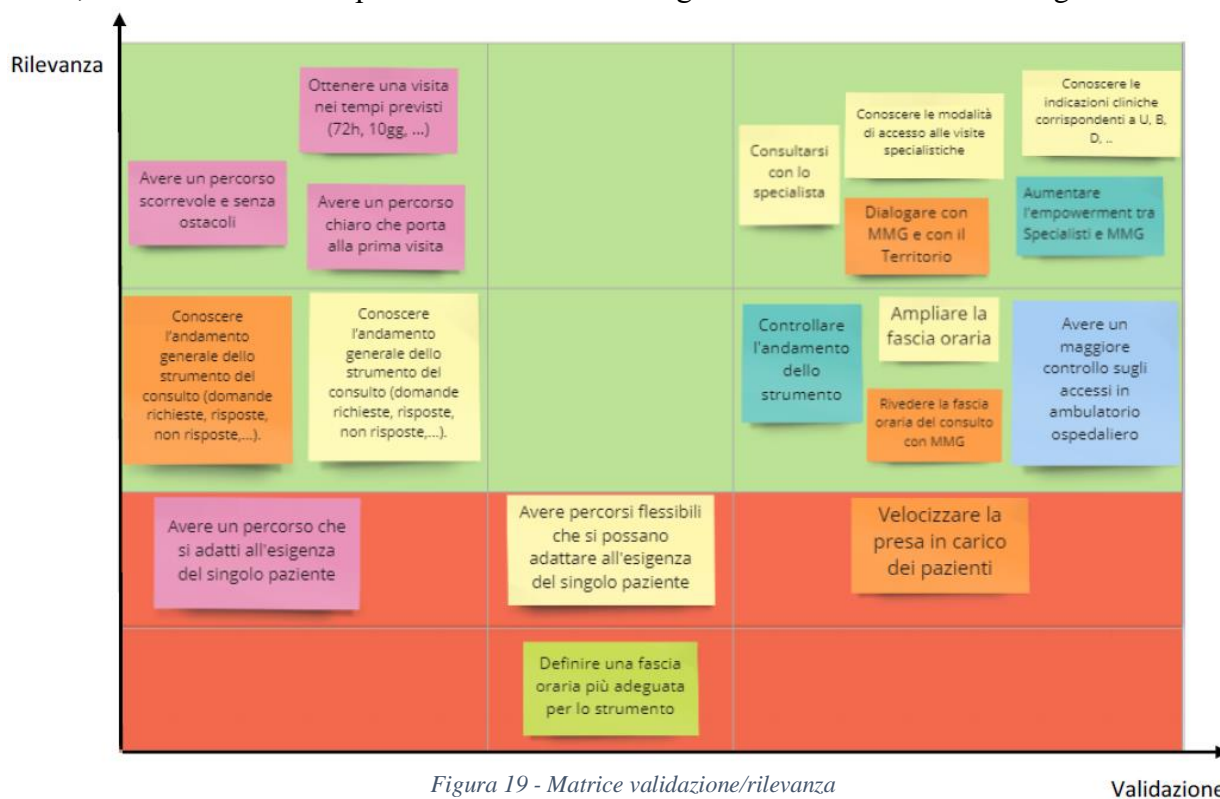 Rilevanza
Ottenere una visita
nei tempi previsti
(72h, 10gg, ...)
Avere un percorso
scorrevole e senza
ostacoli
Avere un percorso
chiaro che porta
alla prima visita
Consultarsi
con lo
specialista
Conoscere le modalità
di accesso alle visite
specialistiche
Conoscere le
indicazioni cliniche
corrispondenti a U, B,
D, ..
Dialogare con
MMG e con il
Territorio
Aumentare
l'empowerment tra
Specialisti e MMG
Conoscere
l'andamento
generale dello
strumento del
consulto (domande
richieste, risposte,
non risposte,...).
Conoscere
l'andamento
generale dello
strumento del
consulto (domande
richieste, risposte,
non risposte,...).
Controllare
l'andamento
dello
strumento
Ampliare la
fascia oraria
Rivedere la fascia
oraria del consulto
con MMG
Avere un
maggiore
controllo sugli
accessi in
ambulatorio
ospedaliero
Avere un percorso che
si adatti all'esigenza
del singolo paziente
Avere percorsi flessibili
che si possano
adattare all'esigenza
del singolo paziente
Velocizzare la
presa in carico
dei pazienti
Definire una fascia
oraria più adeguata
per lo strumento
Figura 19 - Matrice validazione/rilevanza
Validazione